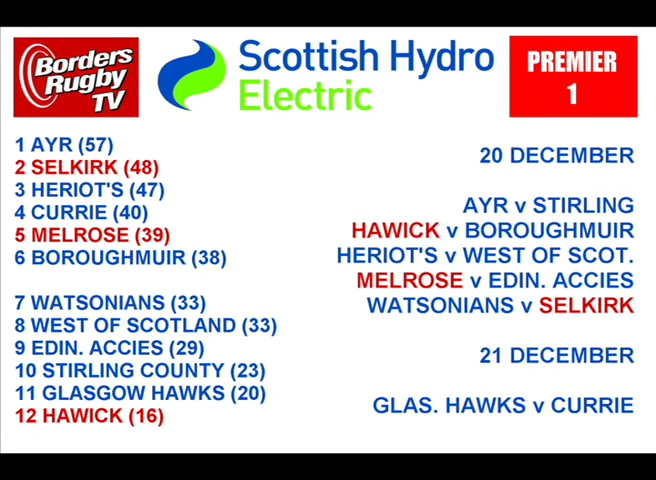 Borders
Rugby
TV
Scottish Hydro
Electric
PREMIER
1
1 AYR (57)
2 SELKIRK (48)
3 HERIOT'S (47)
4 CURRIE (40)
5 MELROSE (39)
6 BOROUGHMUIR (38)
7 WATSONIANS (33)
8 WEST OF SCOTLAND (33)
9 EDIN. ACCIES (29)
10 STIRLING COUNTY (23)
11 GLASGOW HAWKS (20)
12 HAWICK (16)
20 DECEMBER
AYR v STIRLING
HAWICK v BOROUGHMUIR
HERIOT'S v WEST OF SCOT.
MELROSE v EDIN. ACCIES
WATSONIANS v SELKIRK
21 DECEMBER
GLAS. HAWKS v CURRIE